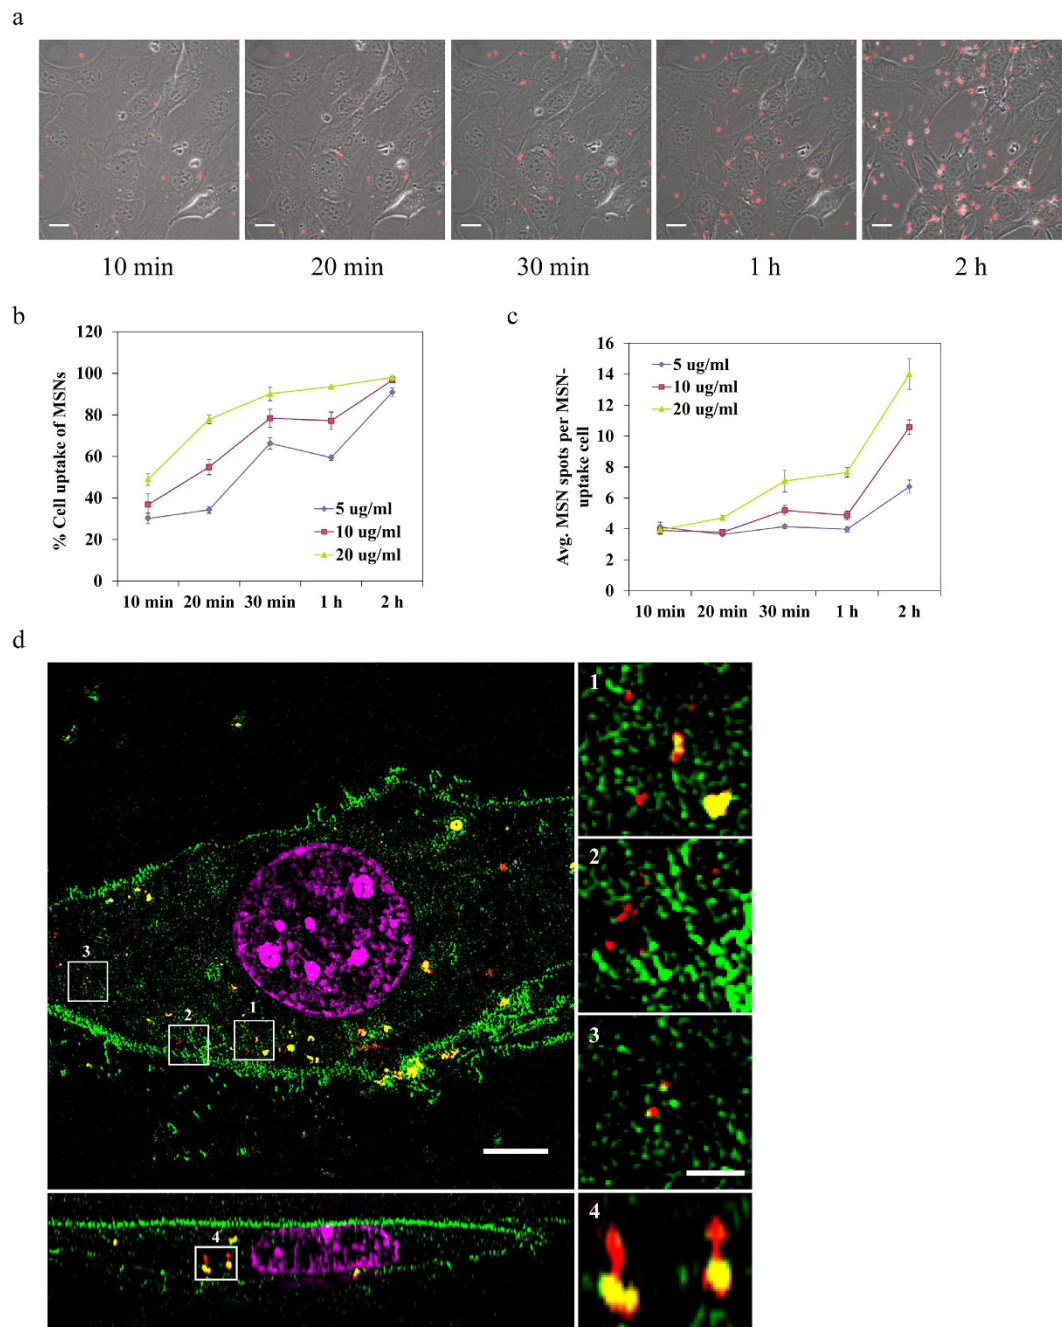 a
10 min
20 min
30 min
1 h
2 h
b
% Cell uptake of MSNs
120
100
80
60
40
20
0
5 ug/ml
10 ug/ml
20 ug/ml
10 min 20 min 30 min 1 h 2 h
c
Avg. MSN spots per MSN-
uptake cell
16
14
12
10
8
6
4
2
0
5 ug/ml
10 ug/ml
20 ug/ml
10 min 20 min 30 min 1 h 2 h
d
3
2
1
4
1
2
3
4